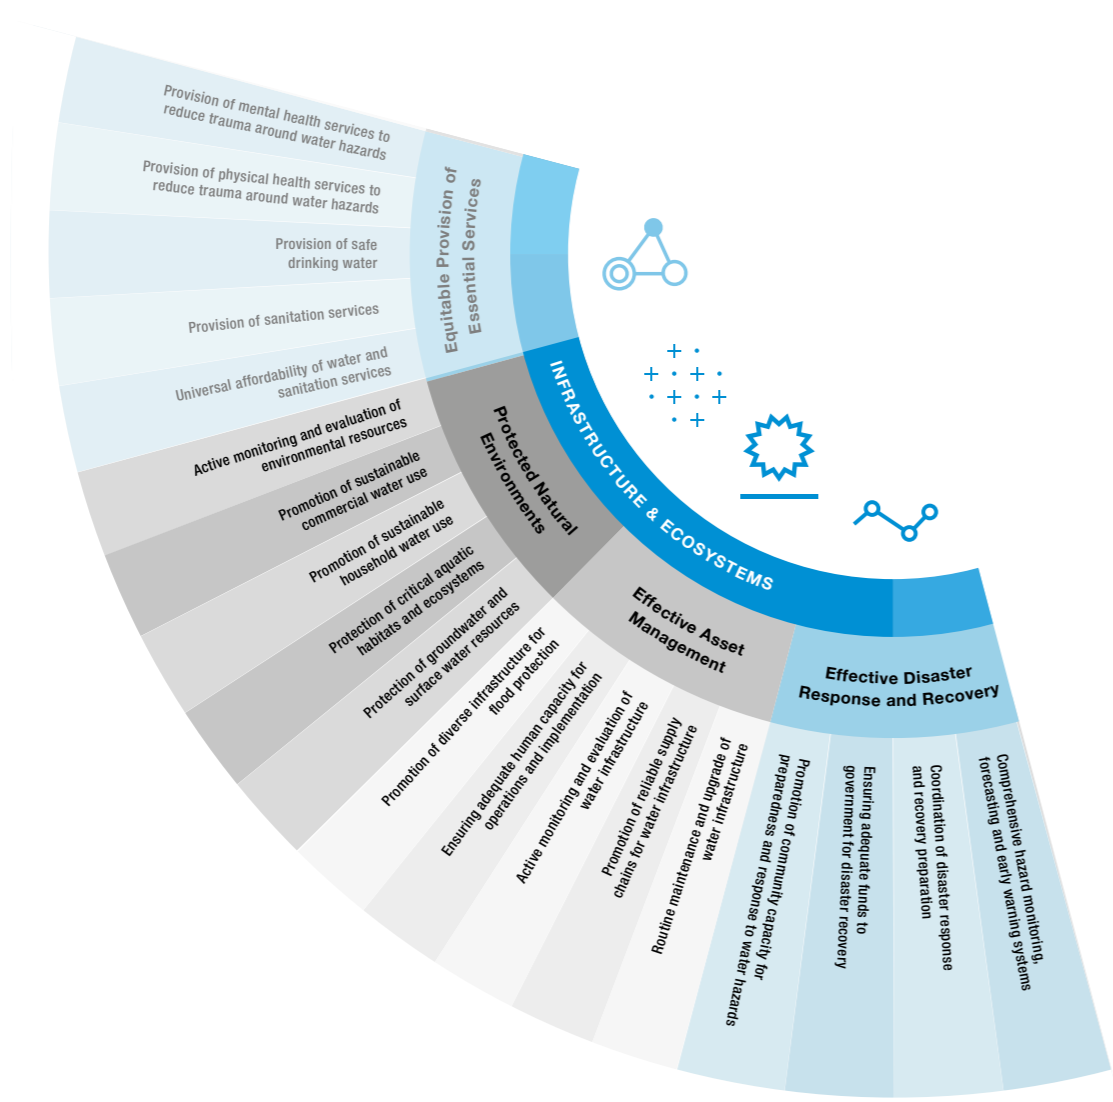 Provision of mental health services to
reduce trauma around water hazards
Provision of physical health services to
reduce trauma around water hazards
Provision of safe
drinking water
Provision of sanitation services
Universal affordability of water and
sanitation services
Equitable Provision of
Essential Services
Active monitoring and evaluation of
environmental resources
Promotion of sustainable
commercial water use
Promotion of sustainable
household water use
Protection of critical aquatic
habitats and ecosystems
Protection of groundwater and
surface water resources
Protected Natural
Environments
INFRASTRUCTURE & ECOSYSTEMS
Promotion of diverse infrastructure for
flood protection
Ensuring adequate human capacity for
operations and implementation
Active monitoring and evaluation of
water infrastructure
Promotion of reliable supply
chains for water infrastructure
Routine maintenance and upgrade of
water infrastructure
Effective Asset
Management
Effective Disaster
Response and Recovery
Promotion of community capacity for
preparedness and response to water hazards
Ensuring adequate funds to
government for disaster recovery
Coordination of disaster response
and recovery preparation
Comprehensive hazard monitoring,
forecasting and early warning systems